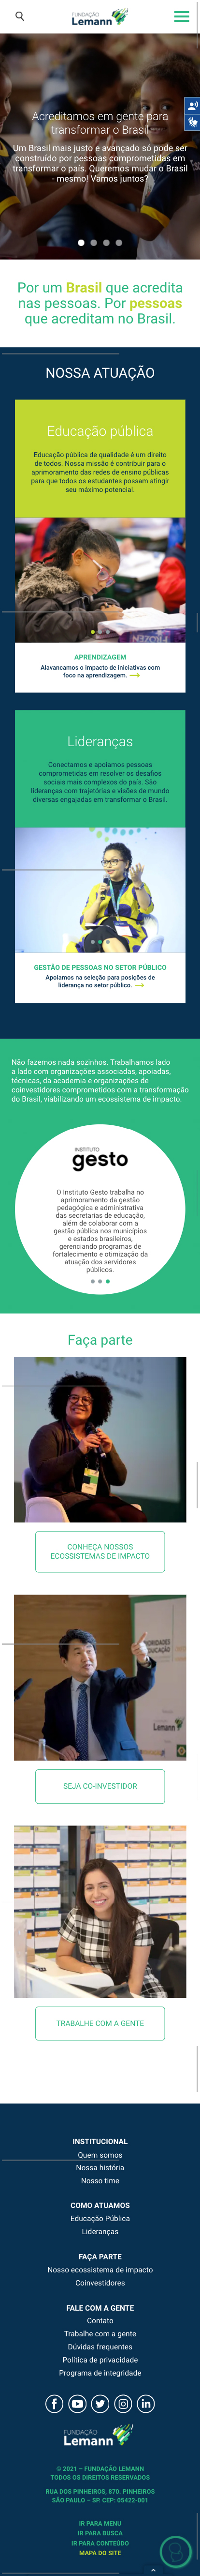 FUNDAÇÃO
Lemann
Acreditamos em gente para
transformar o Brasil
Um Brasil mais justo e avançado só pode ser
construído por pessoas comprometidas em
transformar o país. Queremos mudar o Brasil
- mesmo! Vamos juntos?
Por um Brasil que acredita
nas pessoas. Por pessoas
que acreditam no Brasil.
NOSSA ATUAÇÃO
Educação pública
Educação pública de qualidade é um direito
de todos. Nossa missão é contribuir para o
aprimoramento das redes de ensino públicas
para que todos os estudantes possam atingir
seu máximo potencial.
APRENDIZAGEM
Alavancamos o impacto de iniciativas com
foco na aprendizagem.
Lideranças
Conectamos e apoiamos pessoas
comprometidas em resolver os desafios
sociais mais complexos do país. São
lideranças com trajetórias e visões de mundo
diversas engajadas em transformar o Brasil.
GESTÃO DE PESSOAS NO SETOR PÚBLICO
Apoiamos na seleção para posições de
liderança no setor público.
Não fazemos nada sozinhos. Trabalhamos lado
a lado com organizações associadas, apoiadas,
técnicas, da academia e organizações de
coinvestidores comprometidos com a transformação
do Brasil, viabilizando um ecossistema de impacto.
INSTITUTO
gesto
O Instituto Gesto trabalha no
aprimoramento da gestão
pedagógica e administrativa
das secretarias de educação,
além de colaborar com a
gestão pública nos municípios
e estados brasileiros,
gerenciando programas de
fortalecimento e otimização da
atuação dos servidores
públicos.
Faça parte
CONHEÇA NOSSOS
ECOSSISTEMAS DE IMPACTO
Lemann
SEJA CO-INVESTIDOR
TRABALHE COM A GENTE
INSTITUCIONAL
Quem somos
Nossa história
Nosso time
COMO ATUAMOS
Educação Pública
Lideranças
FAÇA PARTE
Nosso ecossistema de impacto
Coinvestidores
FALE COM A GENTE
Contato
Trabalhe com a gente
Dúvidas frequentes
Política de privacidade
Programa de integridade
FUNDAÇÃO
Lemann
© 2021 – FUNDAÇÃO LEMANN
TODOS OS DIREITOS RESERVADOS
RUA DOS PINHEIROS, 870. PINHEIROS
SÃO PAULO – SP. CEP: 05422-001
IR PARA MENU
IR PARA BUSCA
IR PARA CONTEÚDO
MAPA DO SITE